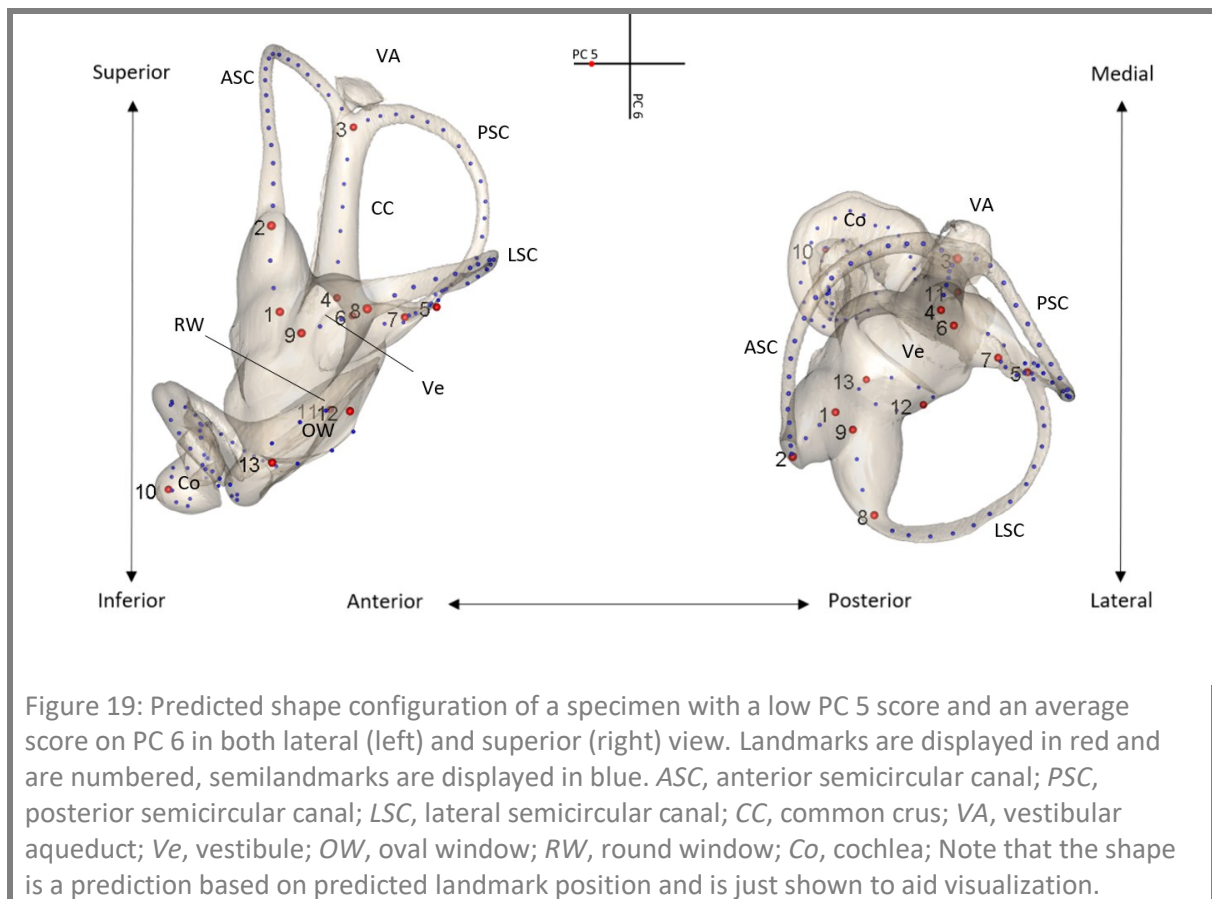 Superior
ASC
VA
3
PSC
CC
2
LSC
1
4
8
6
7
5
9
RW
Ve
11
12
OW
13
Co
10
Inferior
Anterior
PC 5
PC 6
Medial
Co
VA
10
3
11
4
6
PSC
ASC
Ve
7
5
13
12
1
9
2
8
LSC
Posterior
Lateral
Figure 19: Predicted shape configuration of a specimen with a low PC 5 score and an average
score on PC 6 in both lateral (left) and superior (right) view. Landmarks are displayed in red and
are numbered, semilandmarks are displayed in blue. ASC, anterior semicircular canal; PSC,
posterior semicircular canal; LSC, lateral semicircular canal; CC, common crus; VA, vestibular
aqueduct; Ve, vestibule; OW, oval window; RW, round window; Co, cochlea; Note that the shape
is a prediction based on predicted landmark position and is just shown to aid visualization.